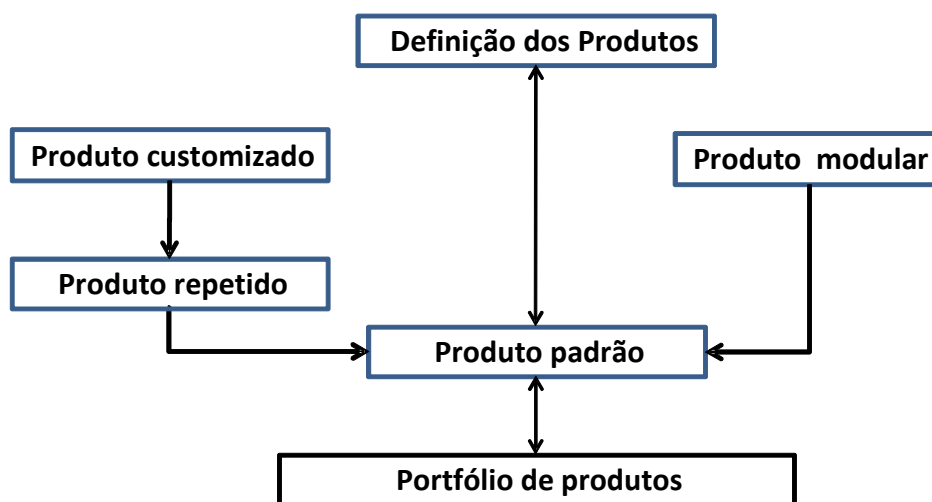 Definição dos Produtos
Produto customizado
Produto modular
Produto repetido
Produto padrão
Portfólio de produtos